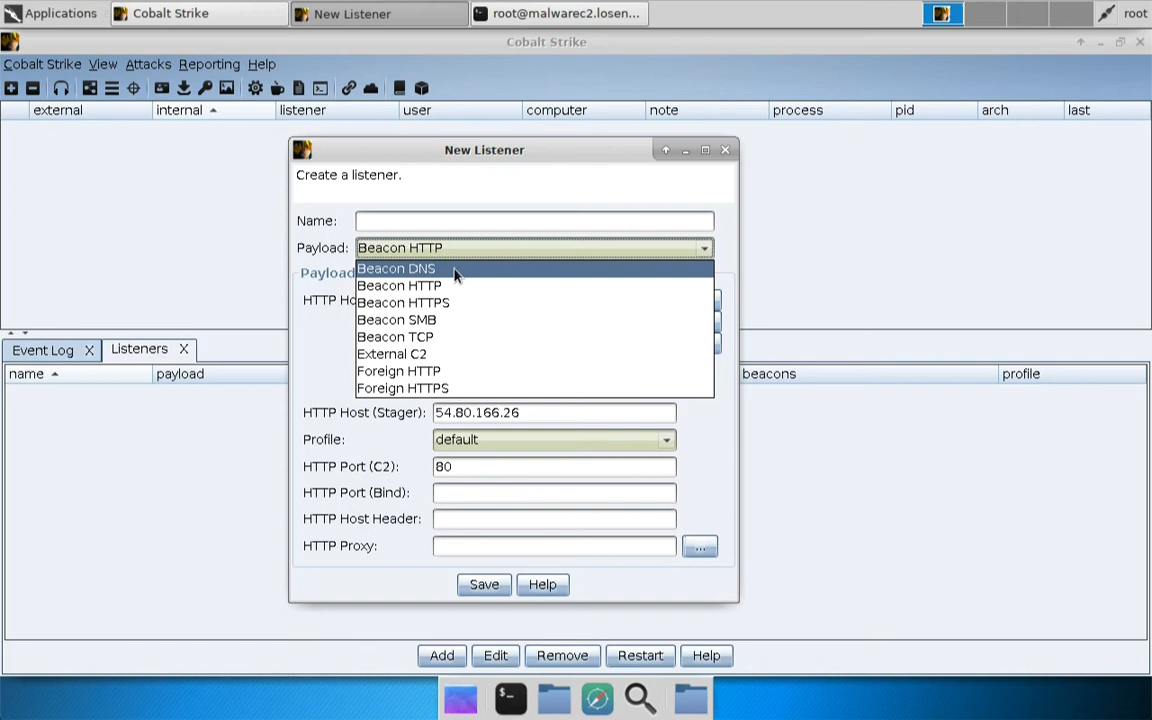 Applications Cobalt Strike New Listener root@malwarec2.losen... root
Cobalt Strike
Cobalt Strike View Attacks Reporting Help
external internal listener user computer note process pid arch last
New Listener
Create a listener.
Name:
Payload: Beacon HTTP
Beacon DNS
Payload
Beacon HTTP
HTTP Ho
Beacon HTTPS
Beacon SMB
Beacon TCP
External C2
Foreign HTTP
Foreign HTTPS
Event Log X Listeners X
name payload beacons profile
HTTP Host (Stager): 54.80.166.26
Profile: default
HTTP Port (C2): 80
HTTP Port (Bind):
HTTP Host Header:
HTTP Proxy: ...
Save Help
Add Edit Remove Restart Help